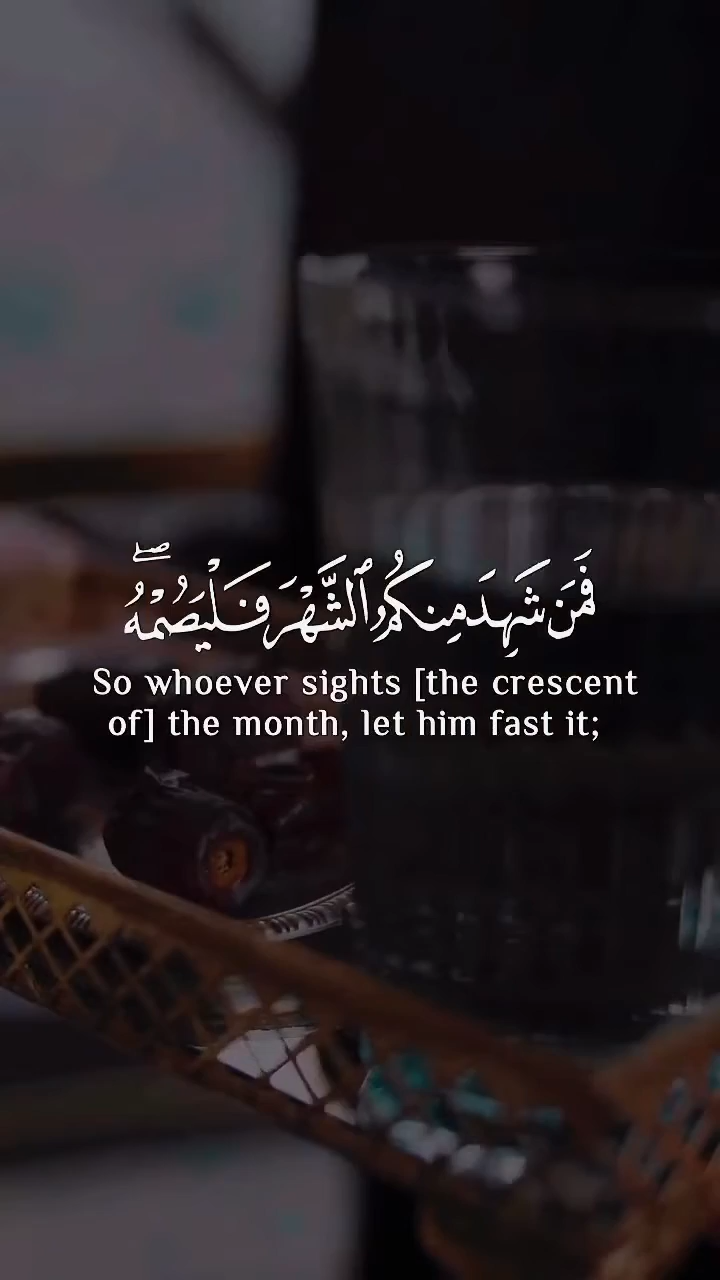 فَمَن شَهِدَ مِنكُمُ ٱلشَّهْرَ فَلْيَصُمْهُ ۖ
So whoever sights [the crescent
of] the month, let him fast it;